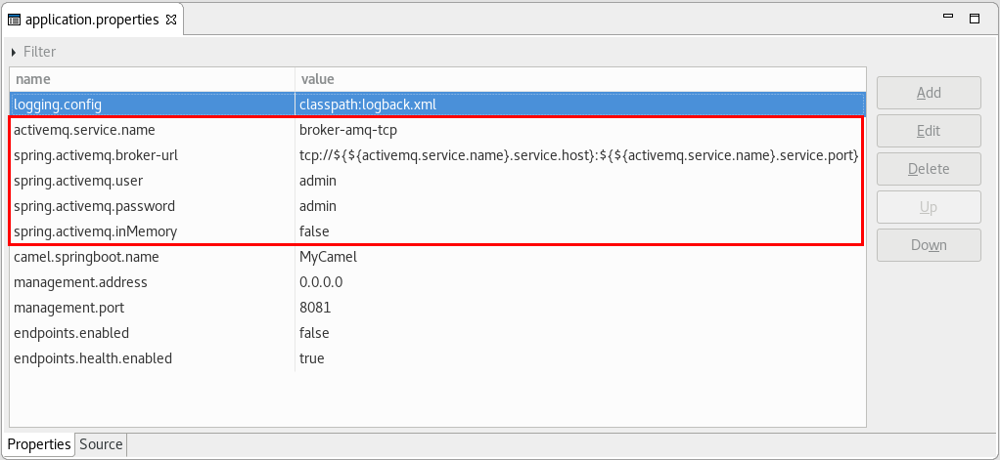 application.properties
Filter
name value
logging.config classpath:logback.xml
activemq.service.name broker-amq-tcp
spring.activemq.broker-url tcp://${${activemq.service.name}.service.host}:${${activemq.service.name}.service.port}
spring.activemq.user admin
spring.activemq.password admin
spring.activemq.inMemory false
camel.springboot.name MyCamel
management.address 0.0.0.0
management.port 8081
endpoints.enabled false
endpoints.health.enabled true
Add
Edit
Delete
Up
Down
Properties Source